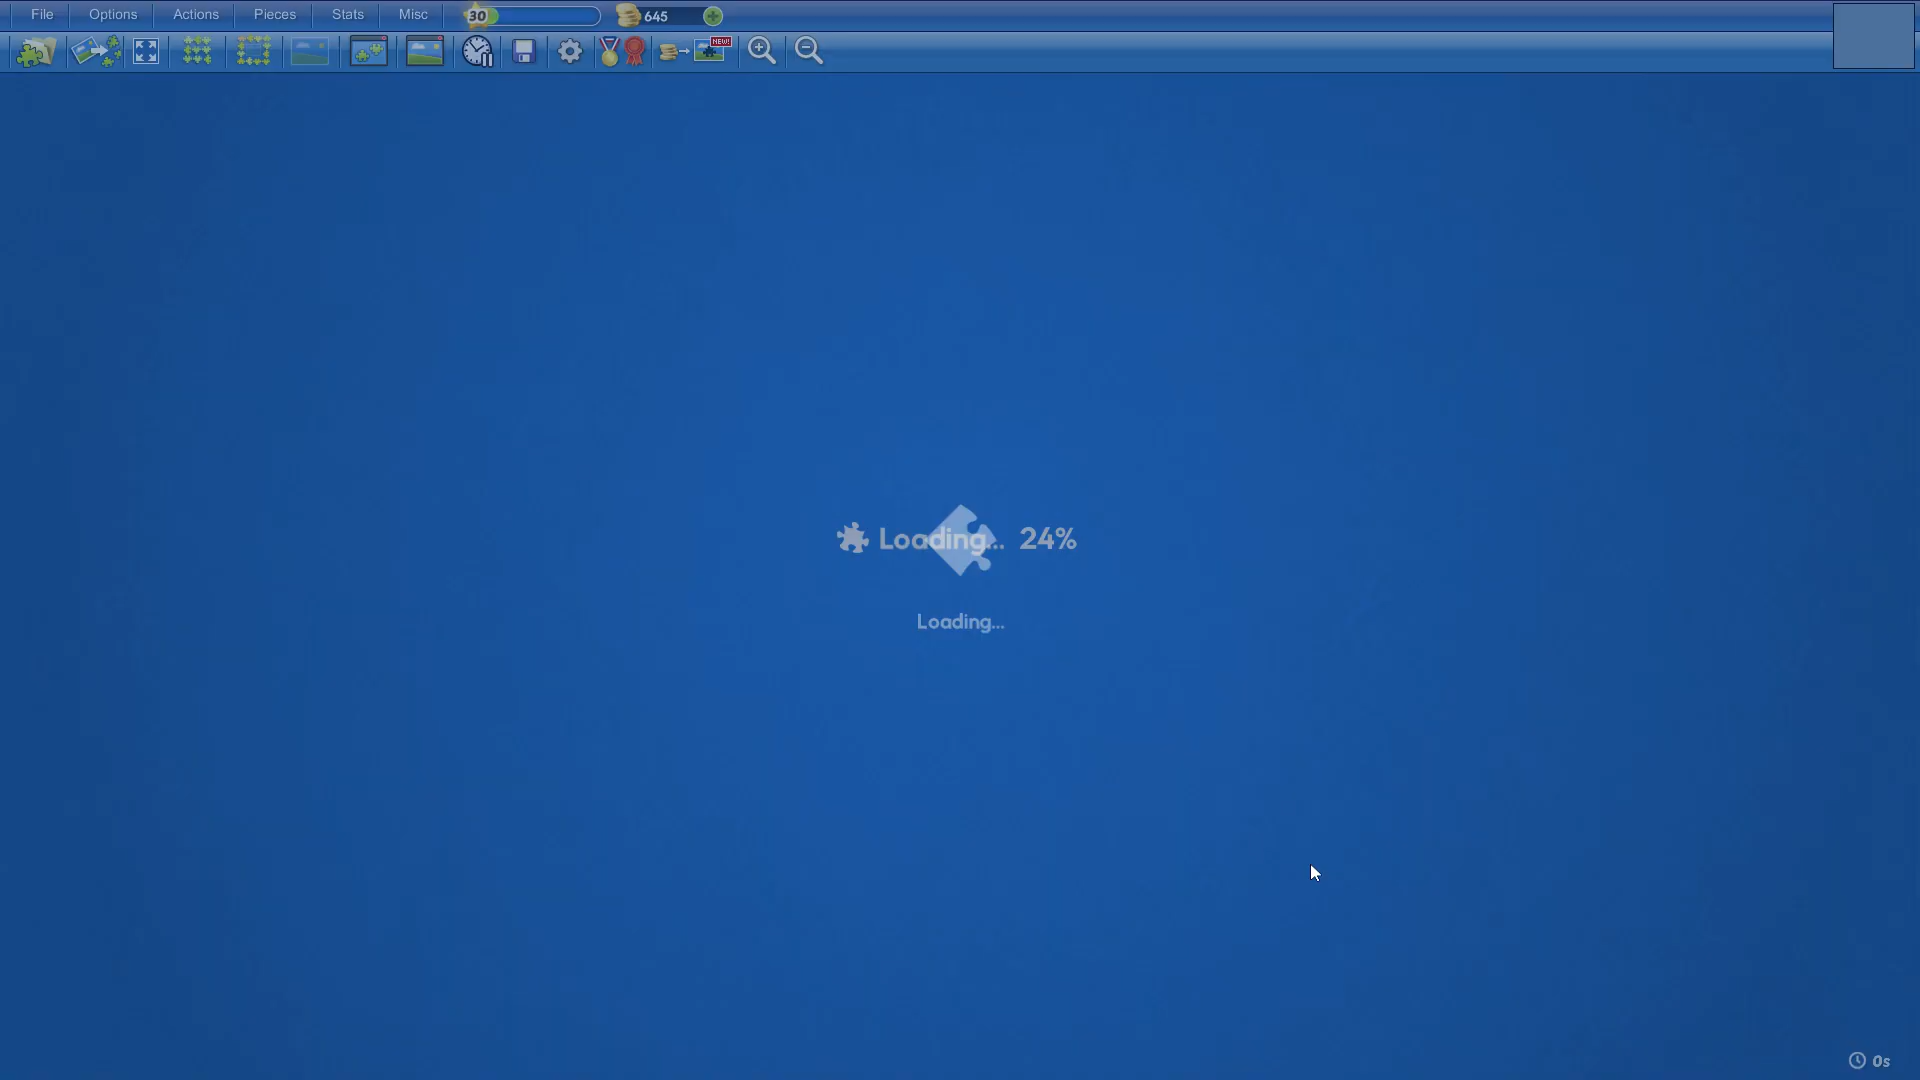 File Options Actions Pieces Stats Misc 30 645
NEW!
Loading... 24%
Loading...
0s